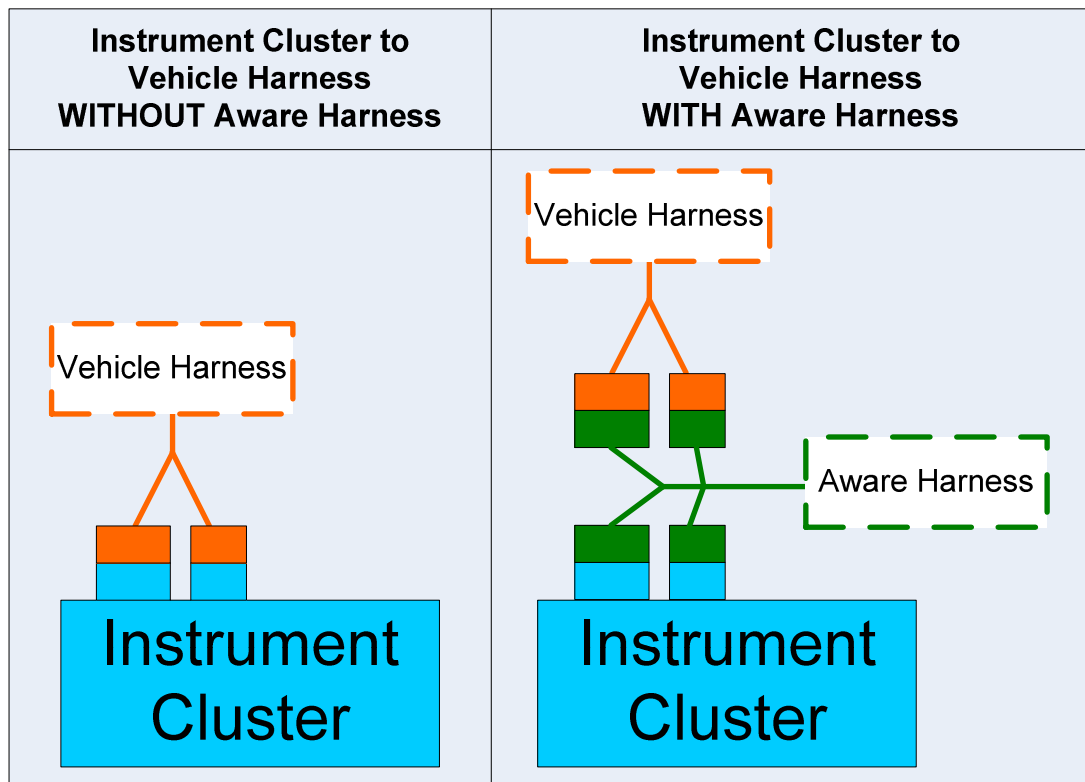 Instrument Cluster to
Vehicle Harness
WITHOUT Aware Harness
Instrument Cluster to
Vehicle Harness
WITH Aware Harness
Vehicle Harness
Instrument
Cluster
Vehicle Harness
Aware Harness
Instrument
Cluster